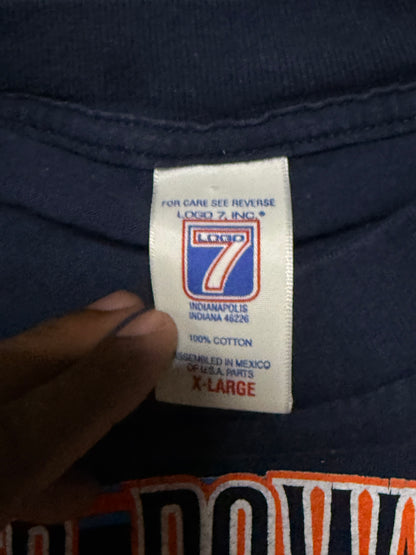 FOR CARE SEE REVERSE
LOGO 7, INC.®
LOGO
7
INDIANAPOLIS
INDIANA 46226
100% COTTON
ASSEMBLED IN MEXICO
OF U.S.A. PARTS
X-LARGE